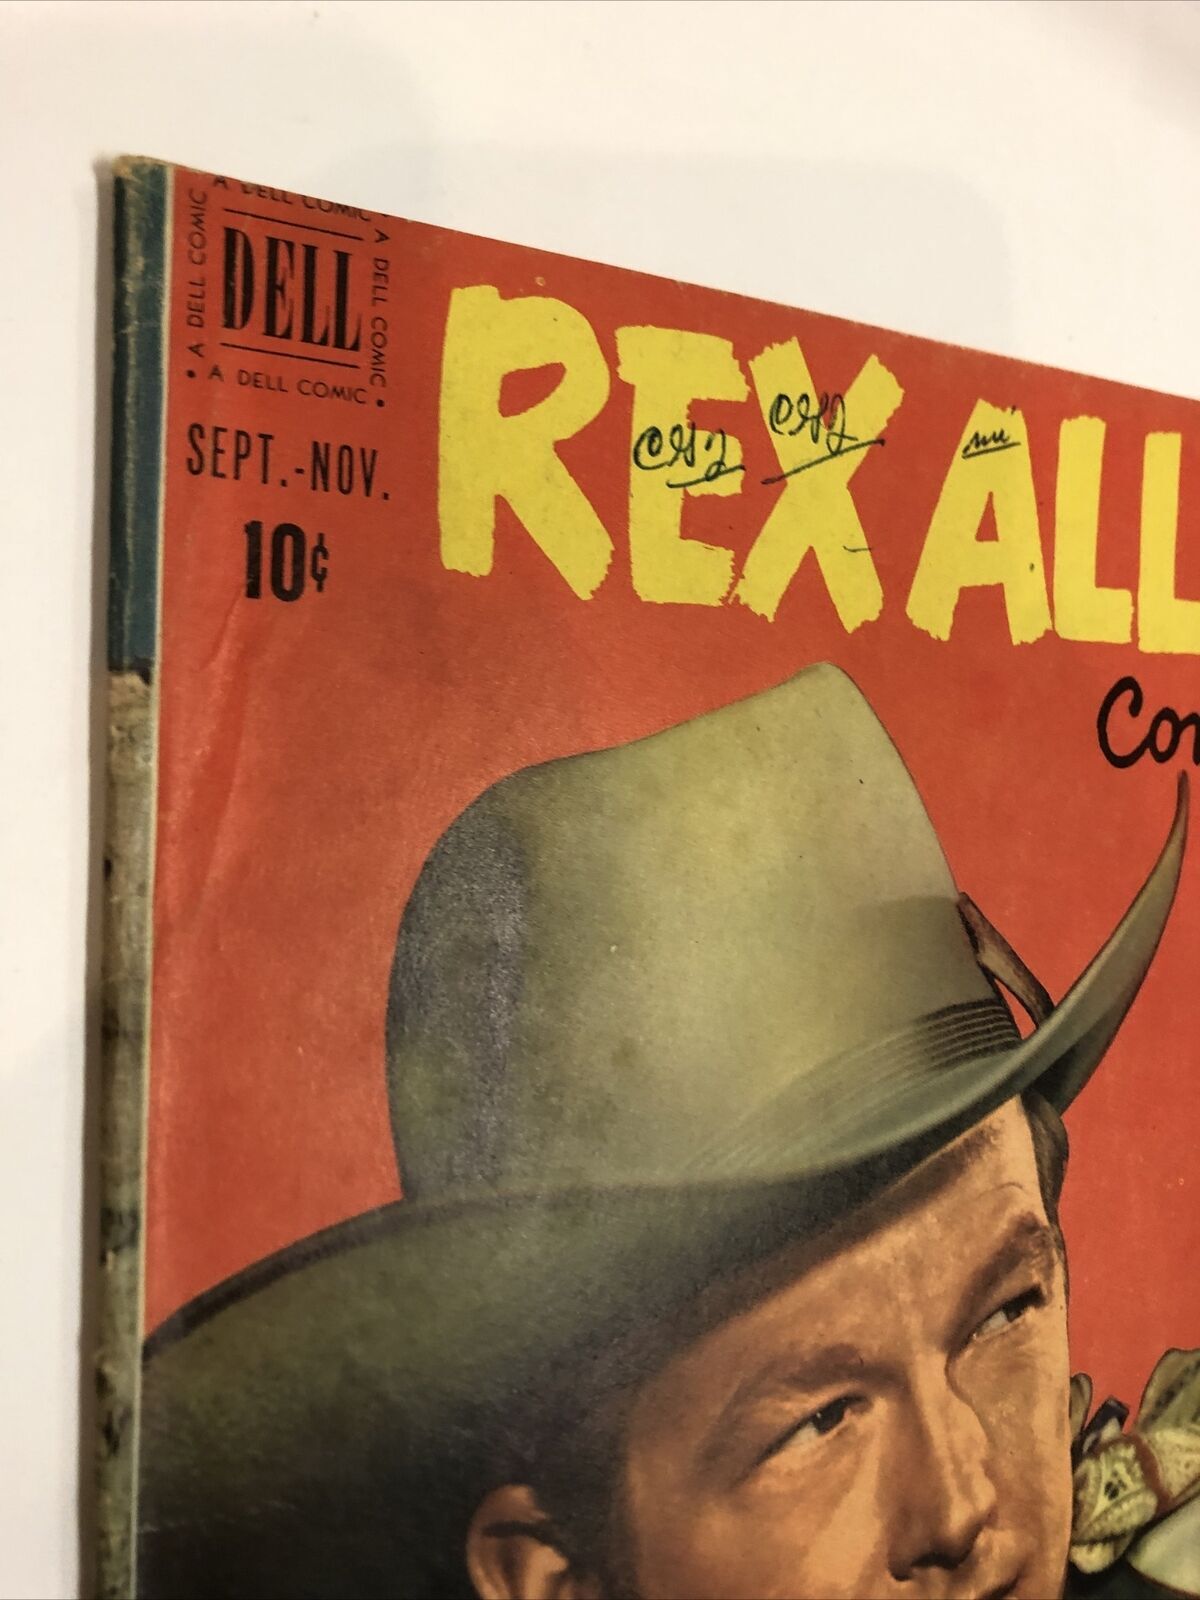 A DELL COMIC •
A DELL COMIC
DELL
A DELL COMIC
• A DELL COMIC •
SEPT.-NOV.
10¢
REX ALL
Co